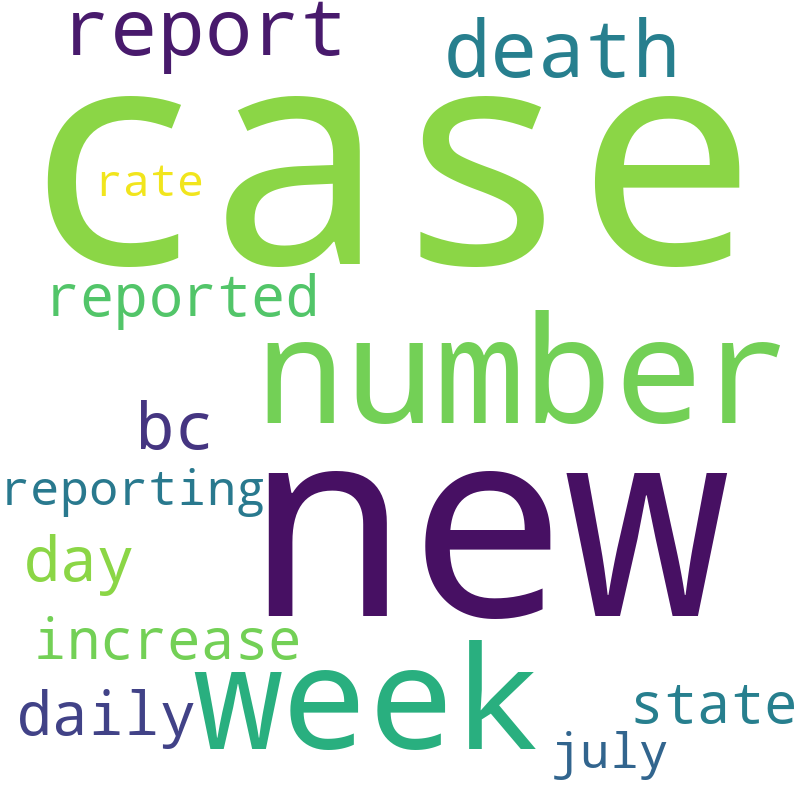 report
death
case
rate
reported
number
bc
new
reporting
day
increase
week
daily
state
july